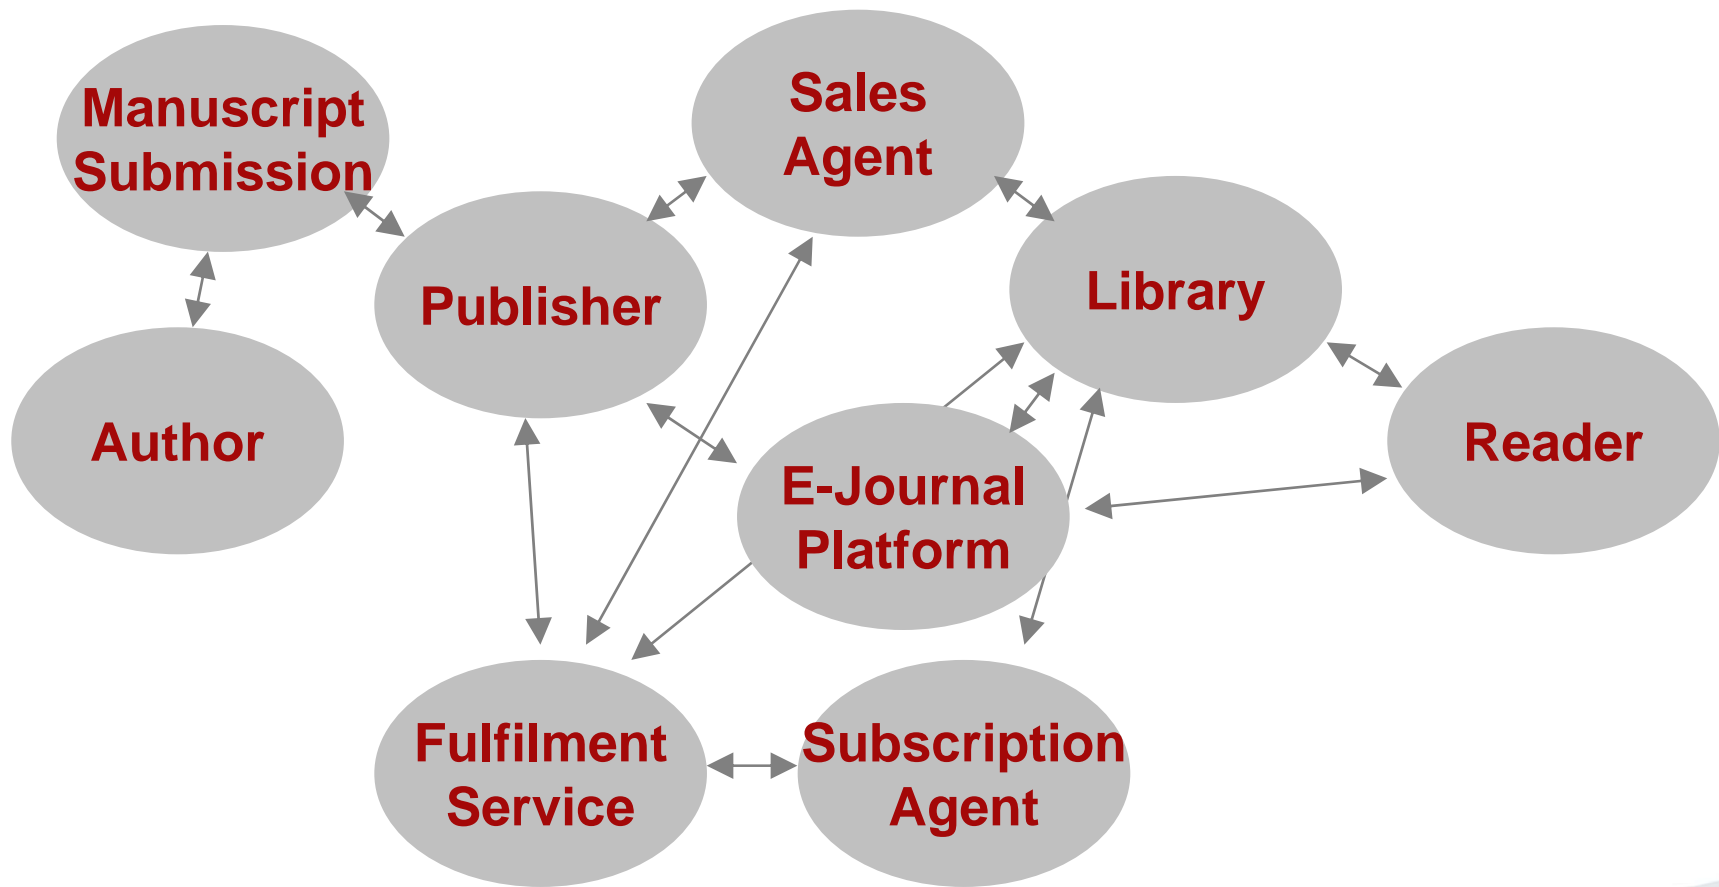 Manuscript
Submission
Sales
Agent
Publisher
Library
Author
Reader
E-Journal
Platform
Fulfilment
Service
Subscription
Agent